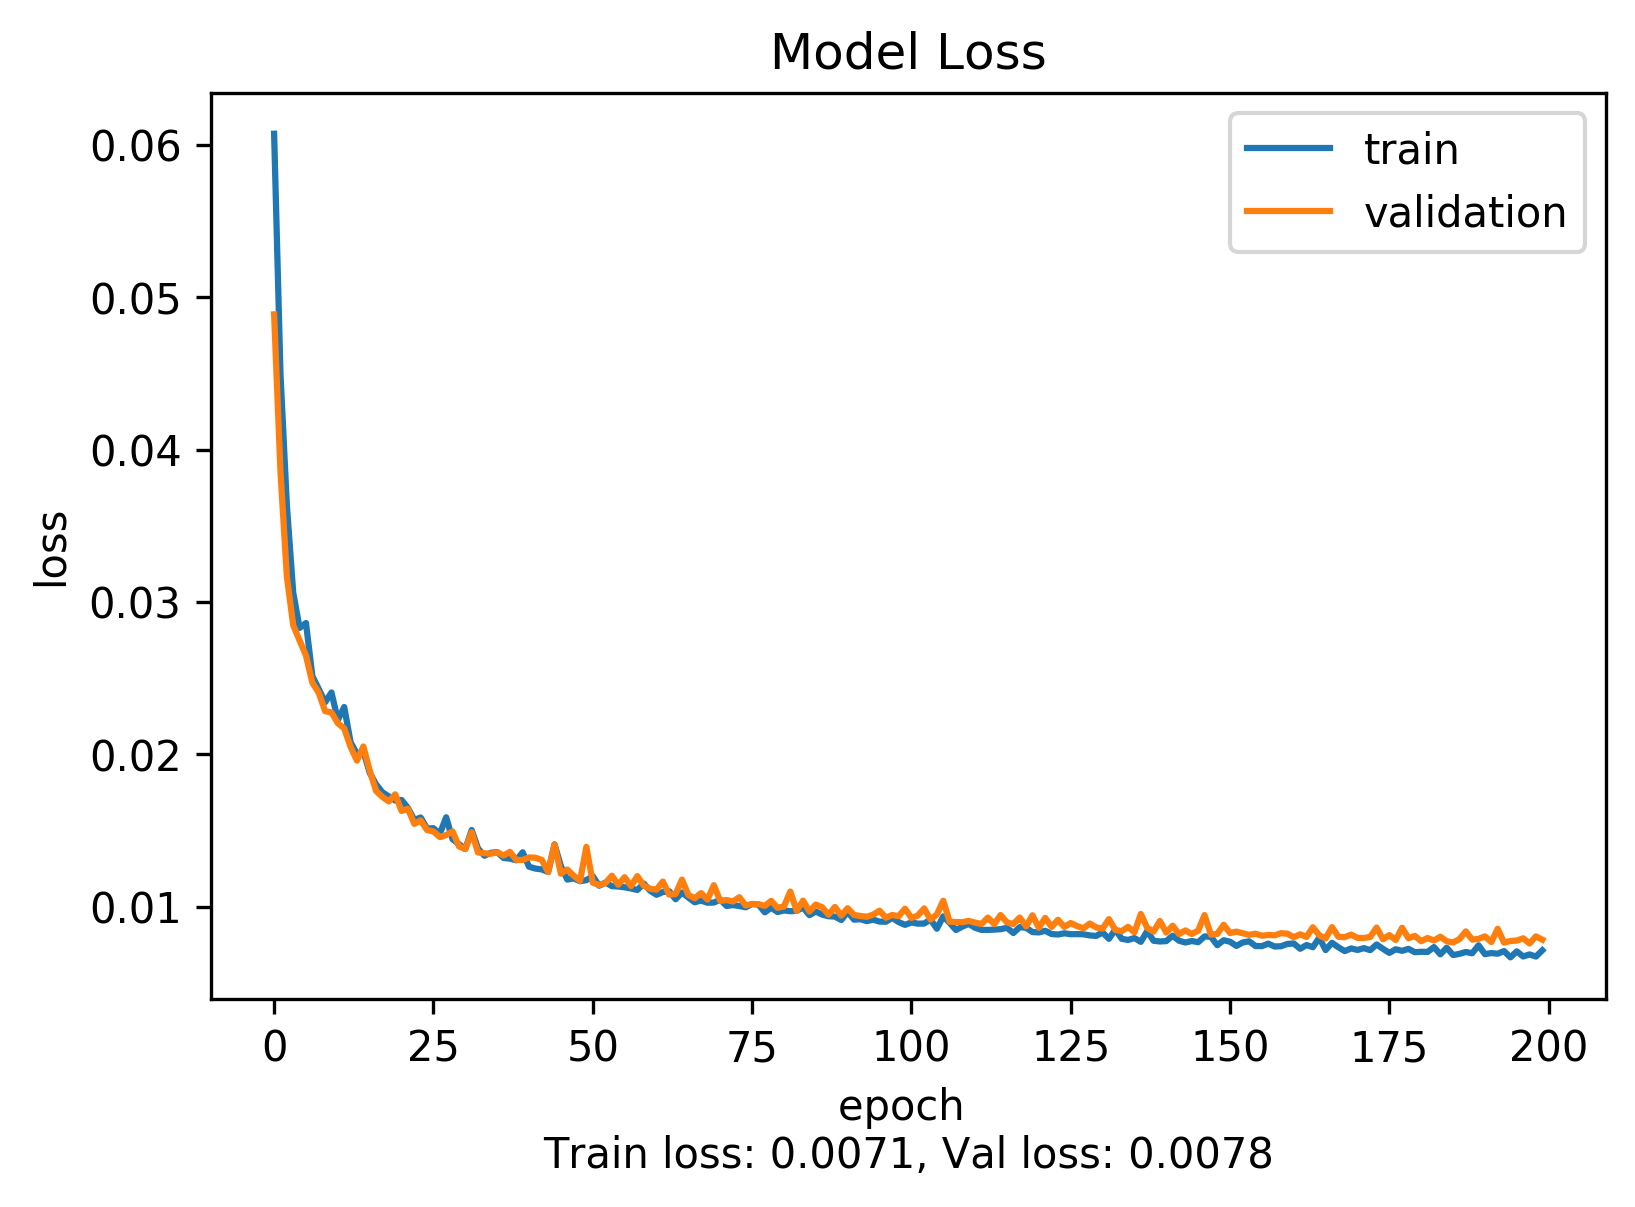 Model Loss
train
validation
0.06
0.05
0.04
0.03
0.02
0.01
loss
0 25 50 75 100 125 150 175 200
epoch
Train loss: 0.0071, Val loss: 0.0078